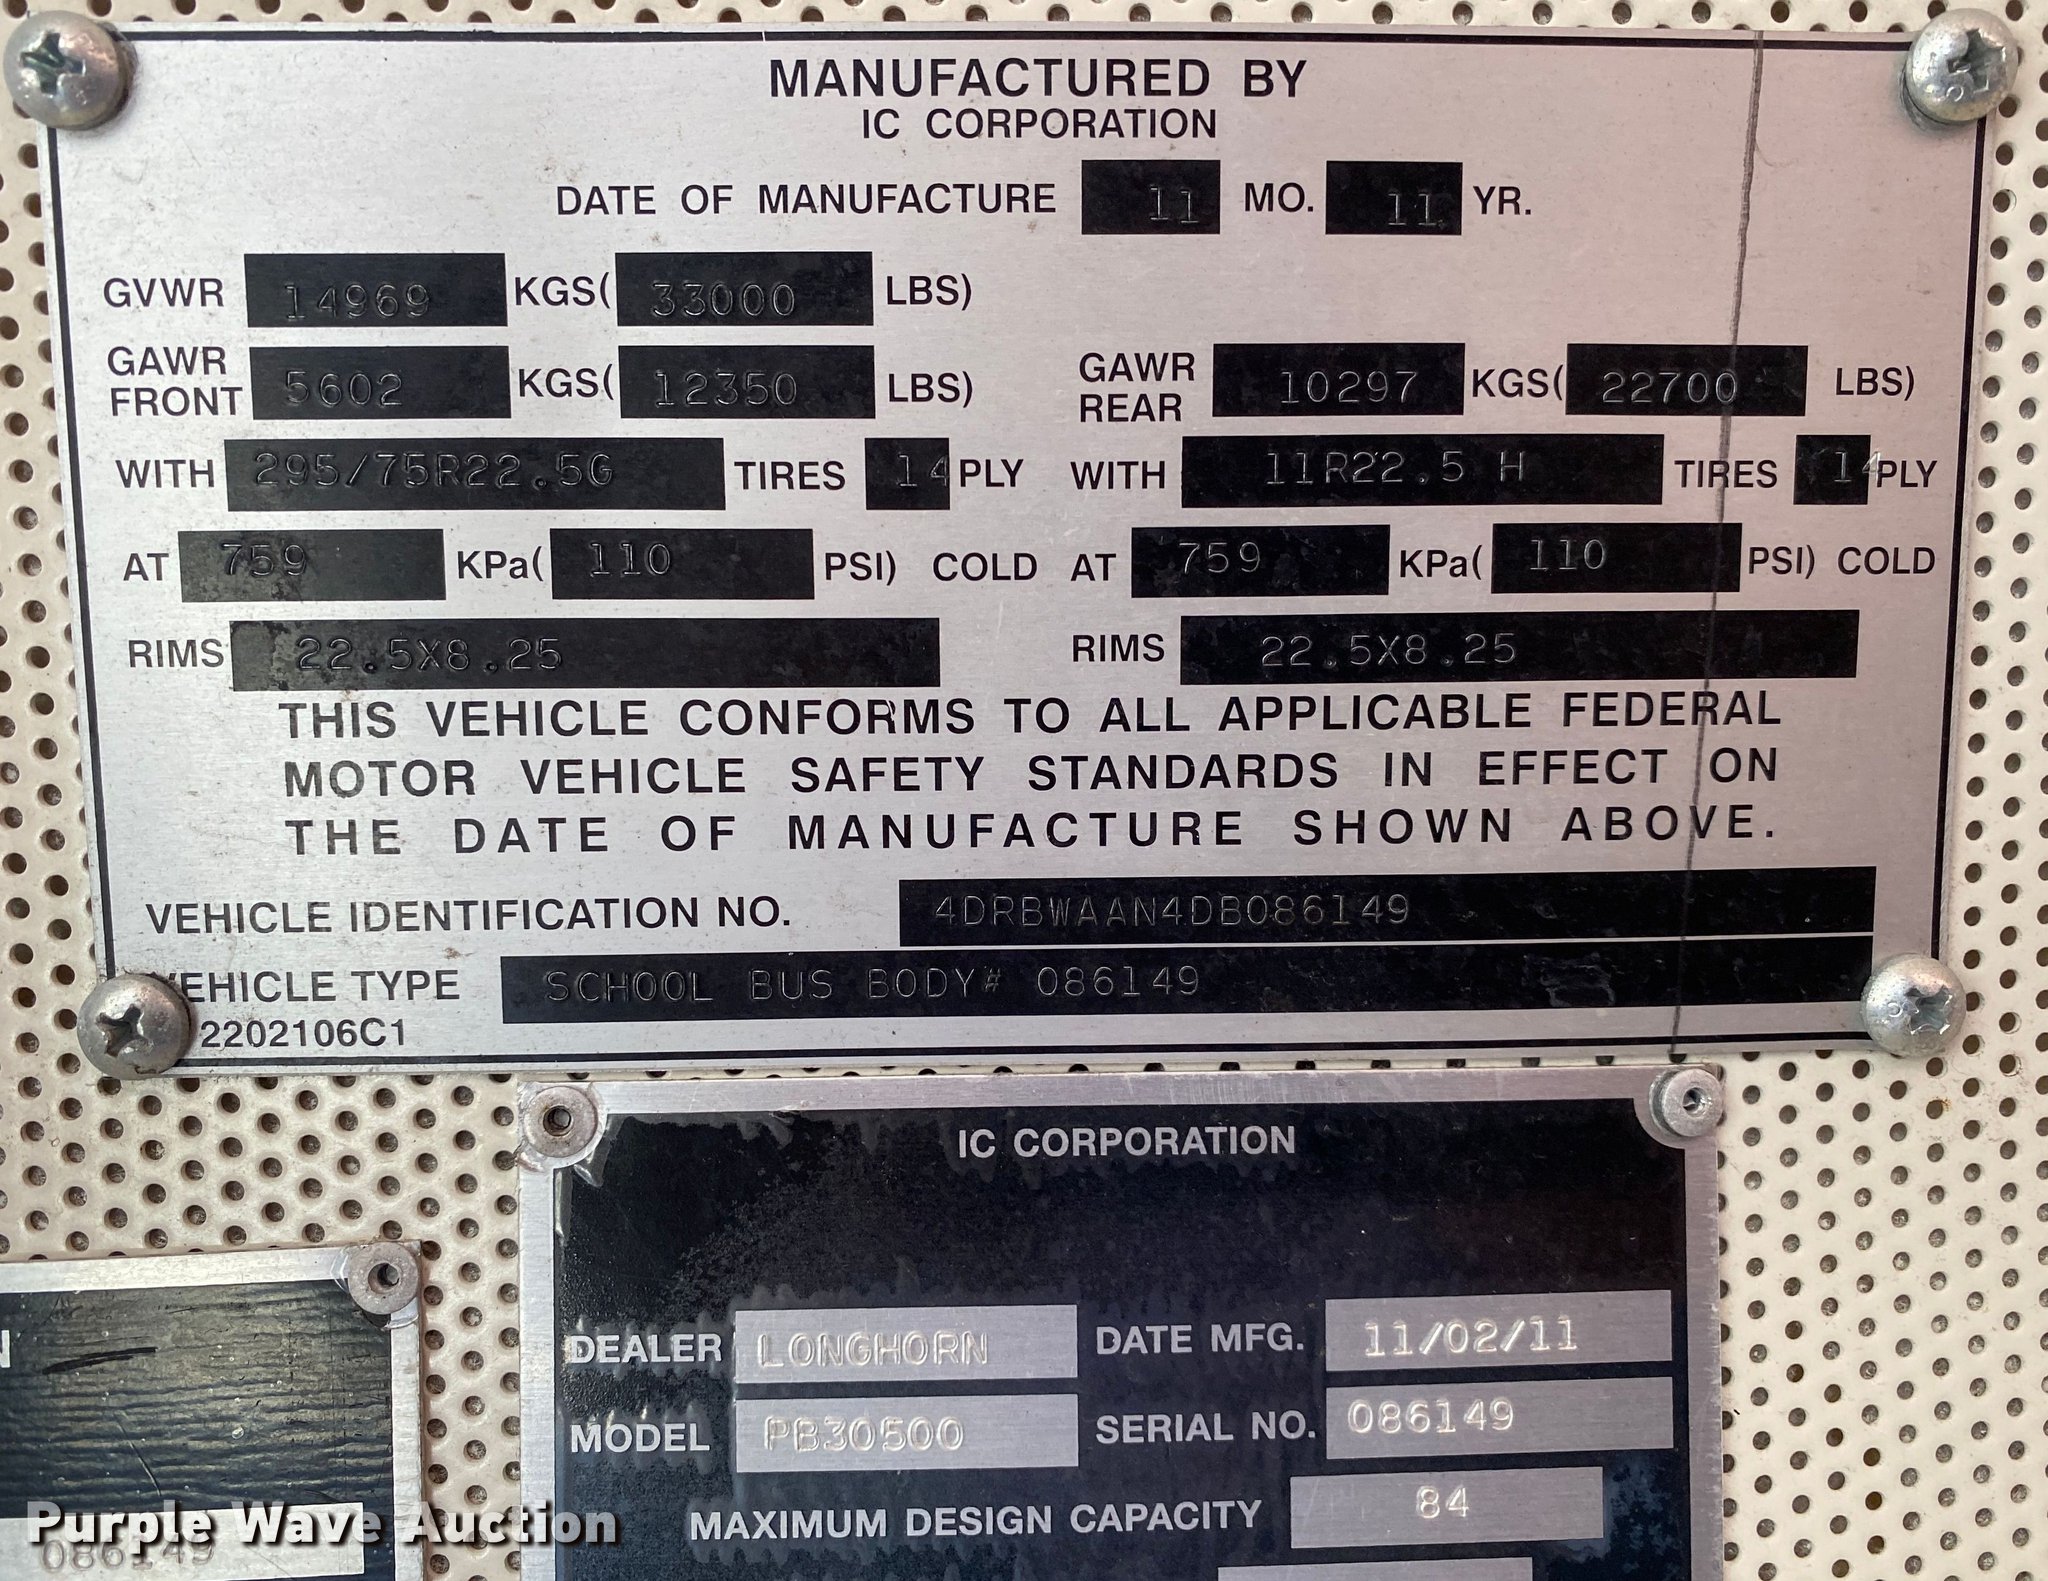 MANUFACTURED BY
IC CORPORATION
DATE OF MANUFACTURE 11 MO. 11 YR.
GVWR 14969 KGS( 33000 LBS)
GAWR FRONT 5602 KGS( 12350 LBS) GAWR REAR 10297 KGS( 22700 LBS)
WITH 295/75R22.5G TIRES 14 PLY WITH 11R22.5 H TIRES 14 PLY
AT 759 KPa( 110 PSI) COLD AT 759 KPa( 110 PSI) COLD
RIMS 22.5X8.25 RIMS 22.5X8.25
THIS VEHICLE CONFORMS TO ALL APPLICABLE FEDERAL
MOTOR VEHICLE SAFETY STANDARDS IN EFFECT ON
THE DATE OF MANUFACTURE SHOWN ABOVE.
VEHICLE IDENTIFICATION NO. 4DRBWAAN4DB086149
VEHICLE TYPE SCHOOL BUS BODY# 086149
2202106C1
IC CORPORATION
DEALER LONGHORN DATE MFG. 11/02/11
MODEL PB30500 SERIAL NO. 086149
MAXIMUM DESIGN CAPACITY 84
N
Purple Wave Auction
086149